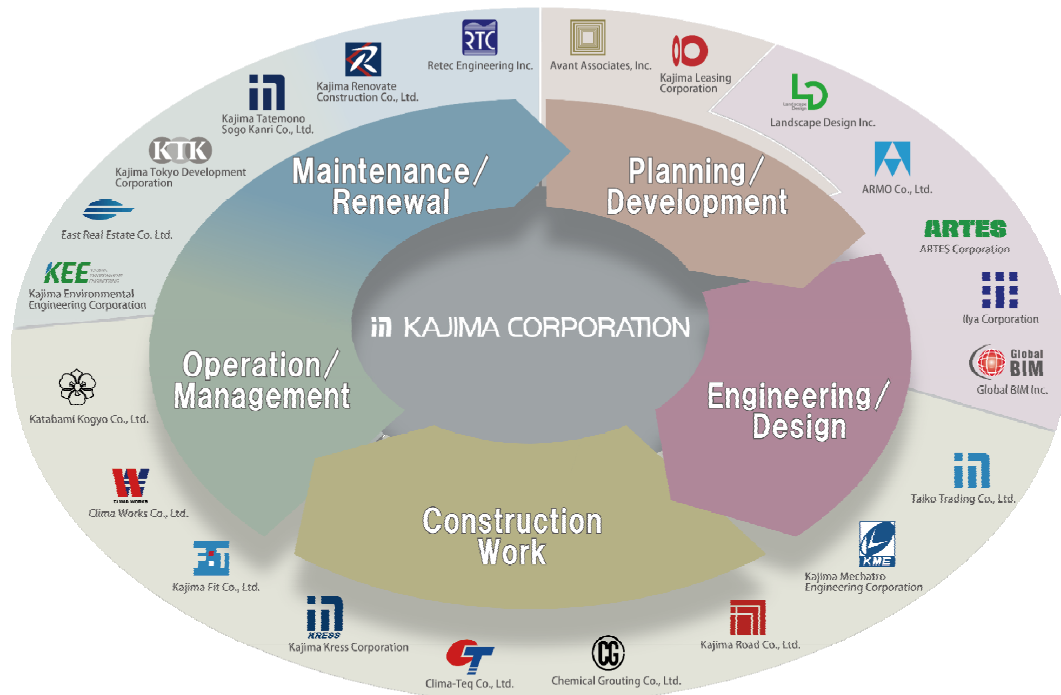 RTC
Retec Engineering Inc.
Avant Associates, Inc.
Kajima Leasing
Corporation
LD
Landscape
Design
Landscape Design Inc.
ARMO Co., Ltd.
ARTES
ARTES Corporation
Ilya Corporation
Global
BIM
Global BIM Inc.
Taiko Trading Co., Ltd.
KME
Kajima Mechatro
Engineering Corporation
Kajima Road Co., Ltd.
CG
Chemical Grouting Co., Ltd.
CT
Clima-Teq Co., Ltd.
KRESS
Kajima Kress Corporation
Kajima Fit Co., Ltd.
W
CLIMA WORKS
Clima Works Co., Ltd.
Katabami Kogyo Co., Ltd.
KEE
Kajima Environmental
Engineering Corporation
East Real Estate Co. Ltd.
KTK
Kajima Tokyo Development
Corporation
Kajima Tatemono
Sogo Kanri Co., Ltd.
R
Kajima Renovate
Construction Co., Ltd.
Maintenance/
Renewal
Planning/
Development
Engineering/
Design
Construction
Work
Operation/
Management
KAJIMA CORPORATION